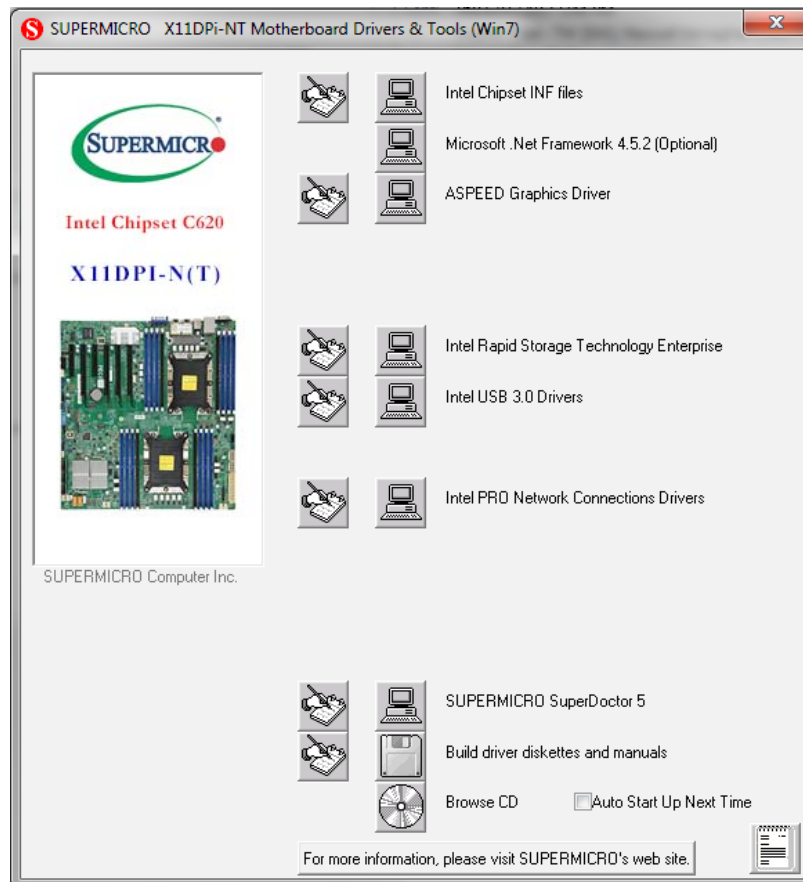 SUPERMICRO X11DPi-NT Motherboard Drivers & Tools (Win7)
SUPERMICR
Intel Chipset C620
X11DPI-N(T)
SUPERMICRO Computer Inc.
Intel Chipset INF files
Microsoft .Net Framework 4.5.2 (Optional)
ASPEED Graphics Driver
Intel Rapid Storage Technology Enterprise
Intel USB 3.0 Drivers
Intel PRO Network Connections Drivers
SUPERMICRO SuperDoctor 5
Build driver diskettes and manuals
Browse CD
Auto Start Up Next Time
For more information, please visit SUPERMICRO's web site.